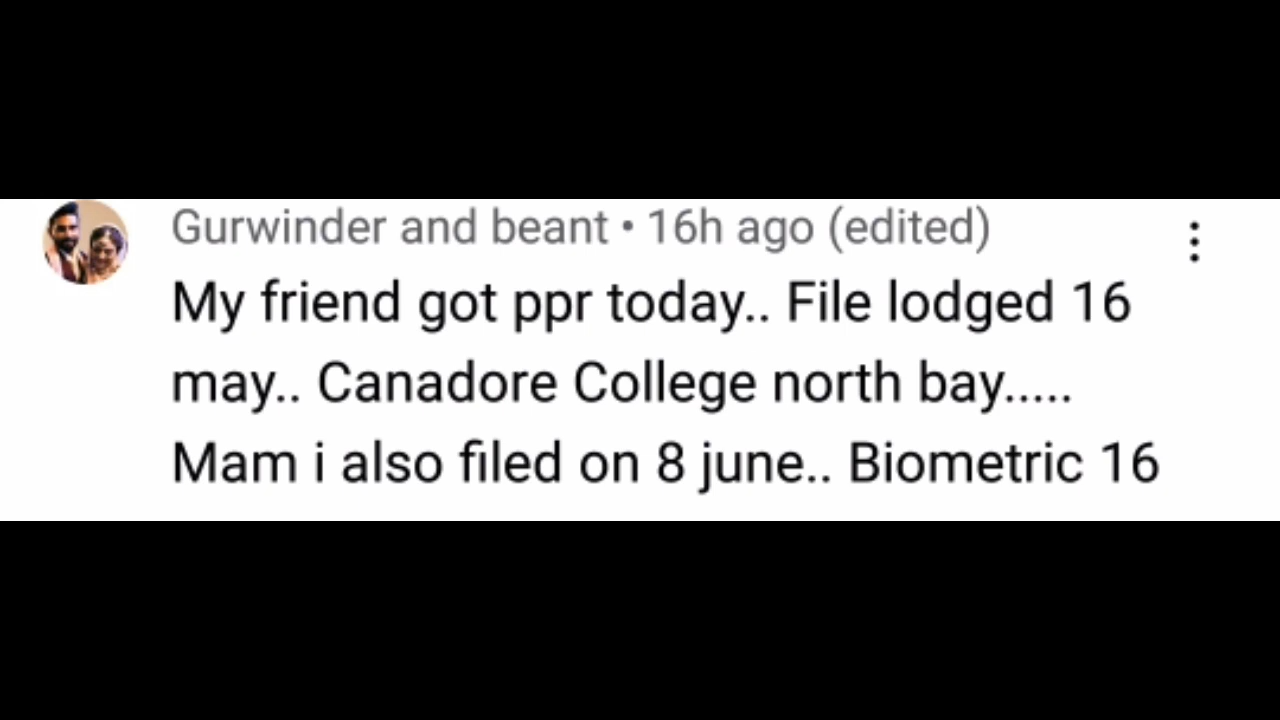 Gurwinder and beant • 16h ago (edited)
My friend got ppr today.. File lodged 16
may.. Canadore College north bay.....
Mam i also filed on 8 june.. Biometric 16